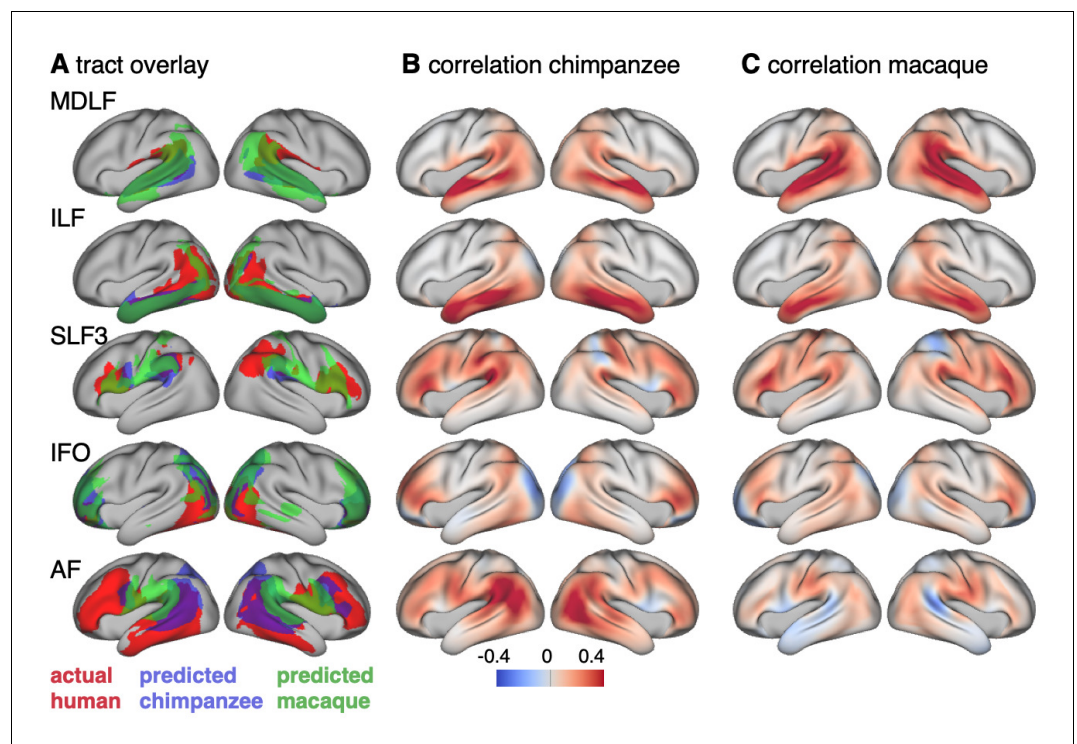 A tract overlay
B correlation chimpanzee
C correlation macaque
MDLF
ILF
SLF3
IFO
AF
-0.4 0 0.4
actual predicted predicted
human chimpanzee macaque